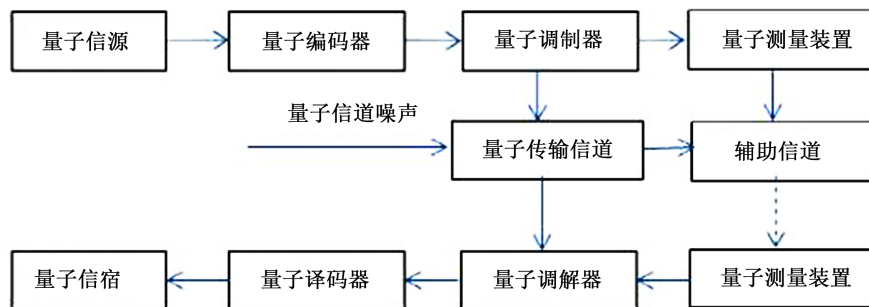 量子信源
量子编码器
量子调制器
量子测量装置
量子信道噪声
量子传输信道
辅助信道
量子信宿
量子译码器
量子调解器
量子测量装置